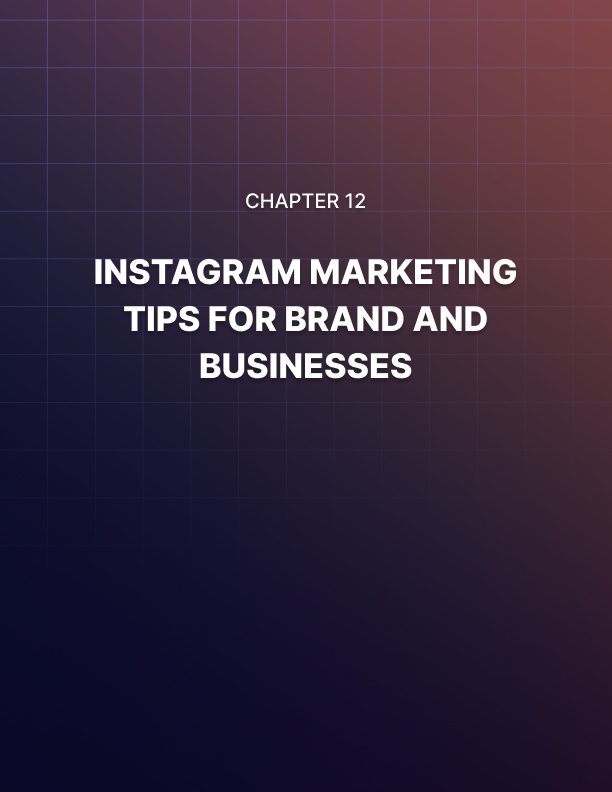 CHAPTER 12
INSTAGRAM MARKETING
TIPS FOR BRAND AND
BUSINESSES